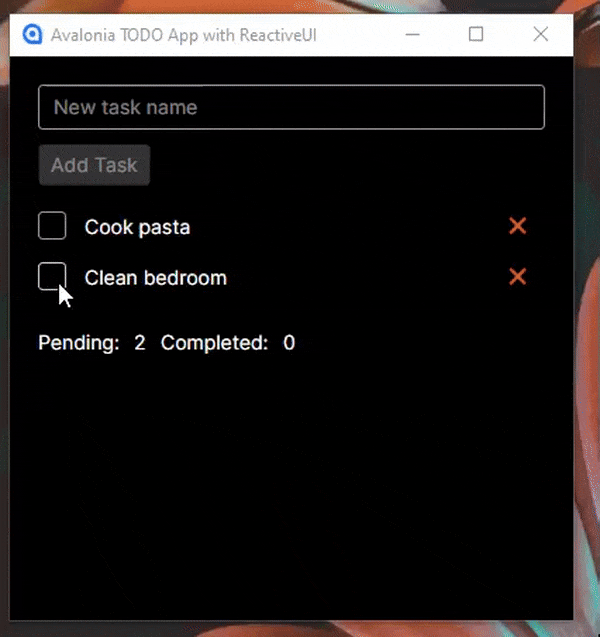 Avalonia TODO App with ReactiveUI
New task name
Add Task
Cook pasta
Clean bedroom
Pending: 2 Completed: 0